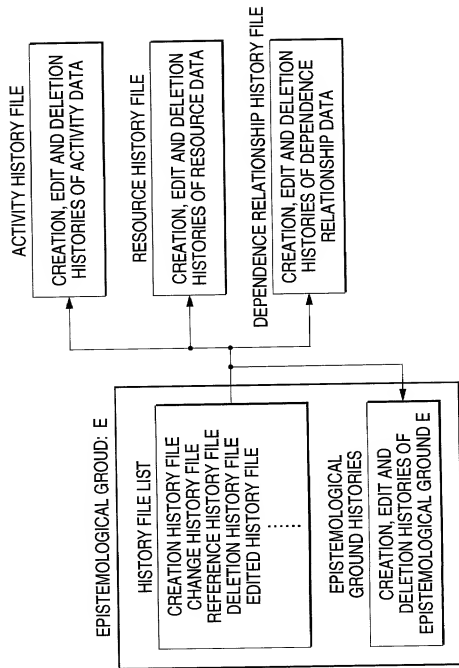 EPISTEMOLOGICAL GROUD: E
HISTORY FILE LIST
CREATION HISTORY FILE
CHANGE HISTORY FILE
REFERENCE HISTORY FILE
DELETION HISTORY FILE
EDITED HISTORY FILE
......
EPISTEMOLOGICAL
GROUND HISTORIES
CREATION, EDIT AND
DELETION HISTORIES OF
EPISTEMOLOGICAL GROUND E
ACTIVITY HISTORY FILE
CREATION, EDIT AND DELETION
HISTORIES OF ACTIVITY DATA
RESOURCE HISTORY FILE
CREATION, EDIT AND DELETION
HISTORIES OF RESOURCE DATA
DEPENDENCE RELATIONSHIP HISTORY FILE
CREATION, EDIT AND DELETION
HISTORIES OF DEPENDENCE
RELATIONSHIP DATA